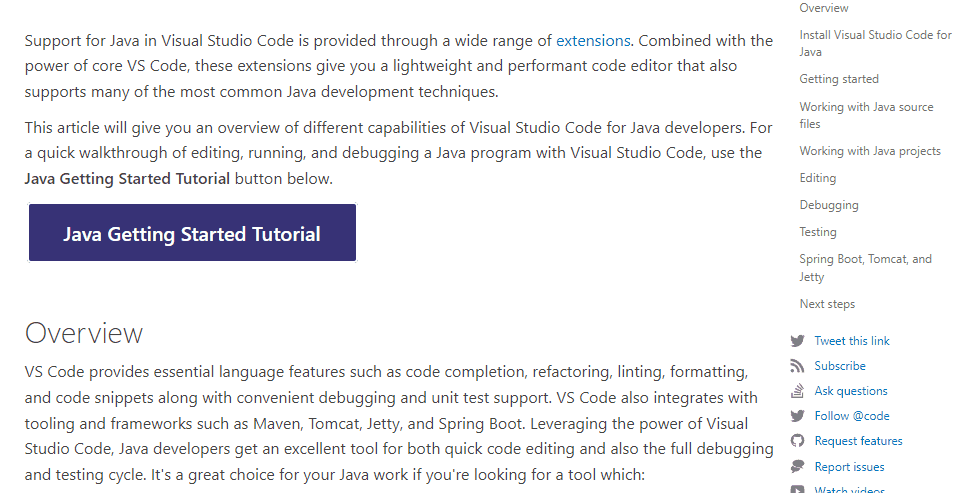 Support for Java in Visual Studio Code is provided through a wide range of extensions. Combined with the
power of core VS Code, these extensions give you a lightweight and performant code editor that also
supports many of the most common Java development techniques.
This article will give you an overview of different capabilities of Visual Studio Code for Java developers. For
a quick walkthrough of editing, running, and debugging a Java program with Visual Studio Code, use the
Java Getting Started Tutorial button below.
Java Getting Started Tutorial
Overview
VS Code provides essential language features such as code completion, refactoring, linting, formatting,
and code snippets along with convenient debugging and unit test support. VS Code also integrates with
tooling and frameworks such as Maven, Tomcat, Jetty, and Spring Boot. Leveraging the power of Visual
Studio Code, Java developers get an excellent tool for both quick code editing and also the full debugging
and testing cycle. It's a great choice for your Java work if you're looking for a tool which:
Overview
Install Visual Studio Code for
Java
Getting started
Working with Java source
files
Working with Java projects
Editing
Debugging
Testing
Spring Boot, Tomcat, and
Jetty
Next steps
Tweet this link
Subscribe
Ask questions
Follow @code
Request features
Report issues
Watch videos